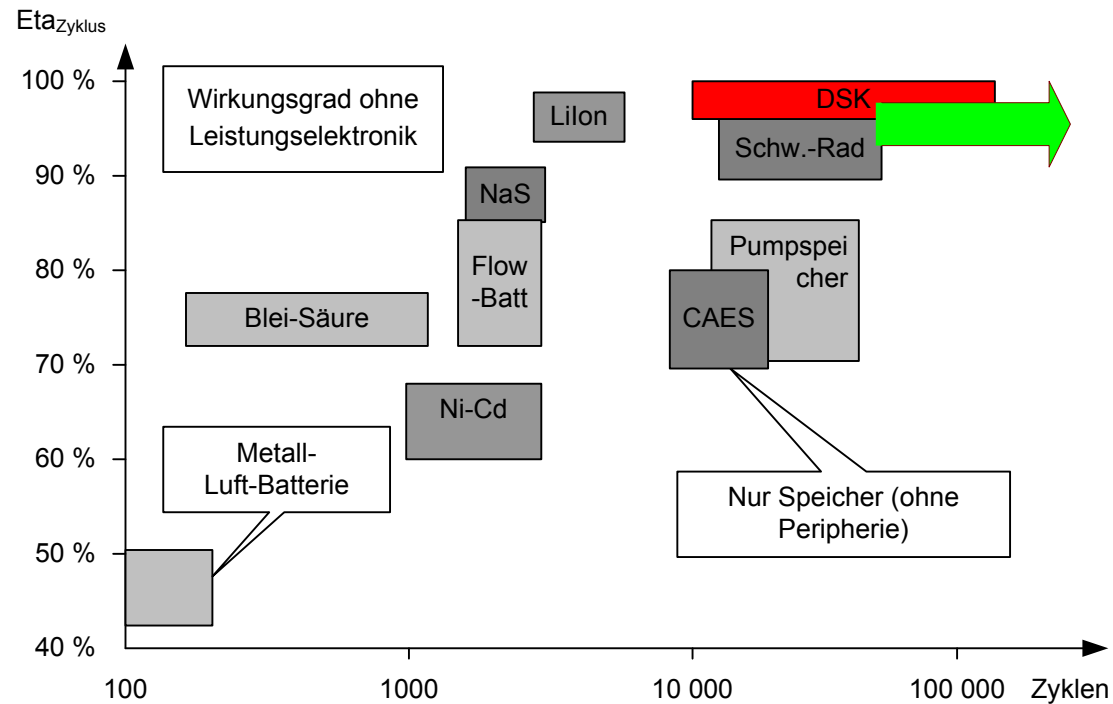 EtaZyklus
100 %
Wirkungsgrad ohne
Leistungselektronik
LiIon
DSK
Schw.-Rad
90 %
NaS
Flow
-Batt
80 %
Pumpspei
cher
Blei-Säure
CAES
70 %
Ni-Cd
60 %
Metall-
Luft-Batterie
Nur Speicher (ohne
Peripherie)
50 %
40 %
100
1000
10 000
100 000
Zyklen